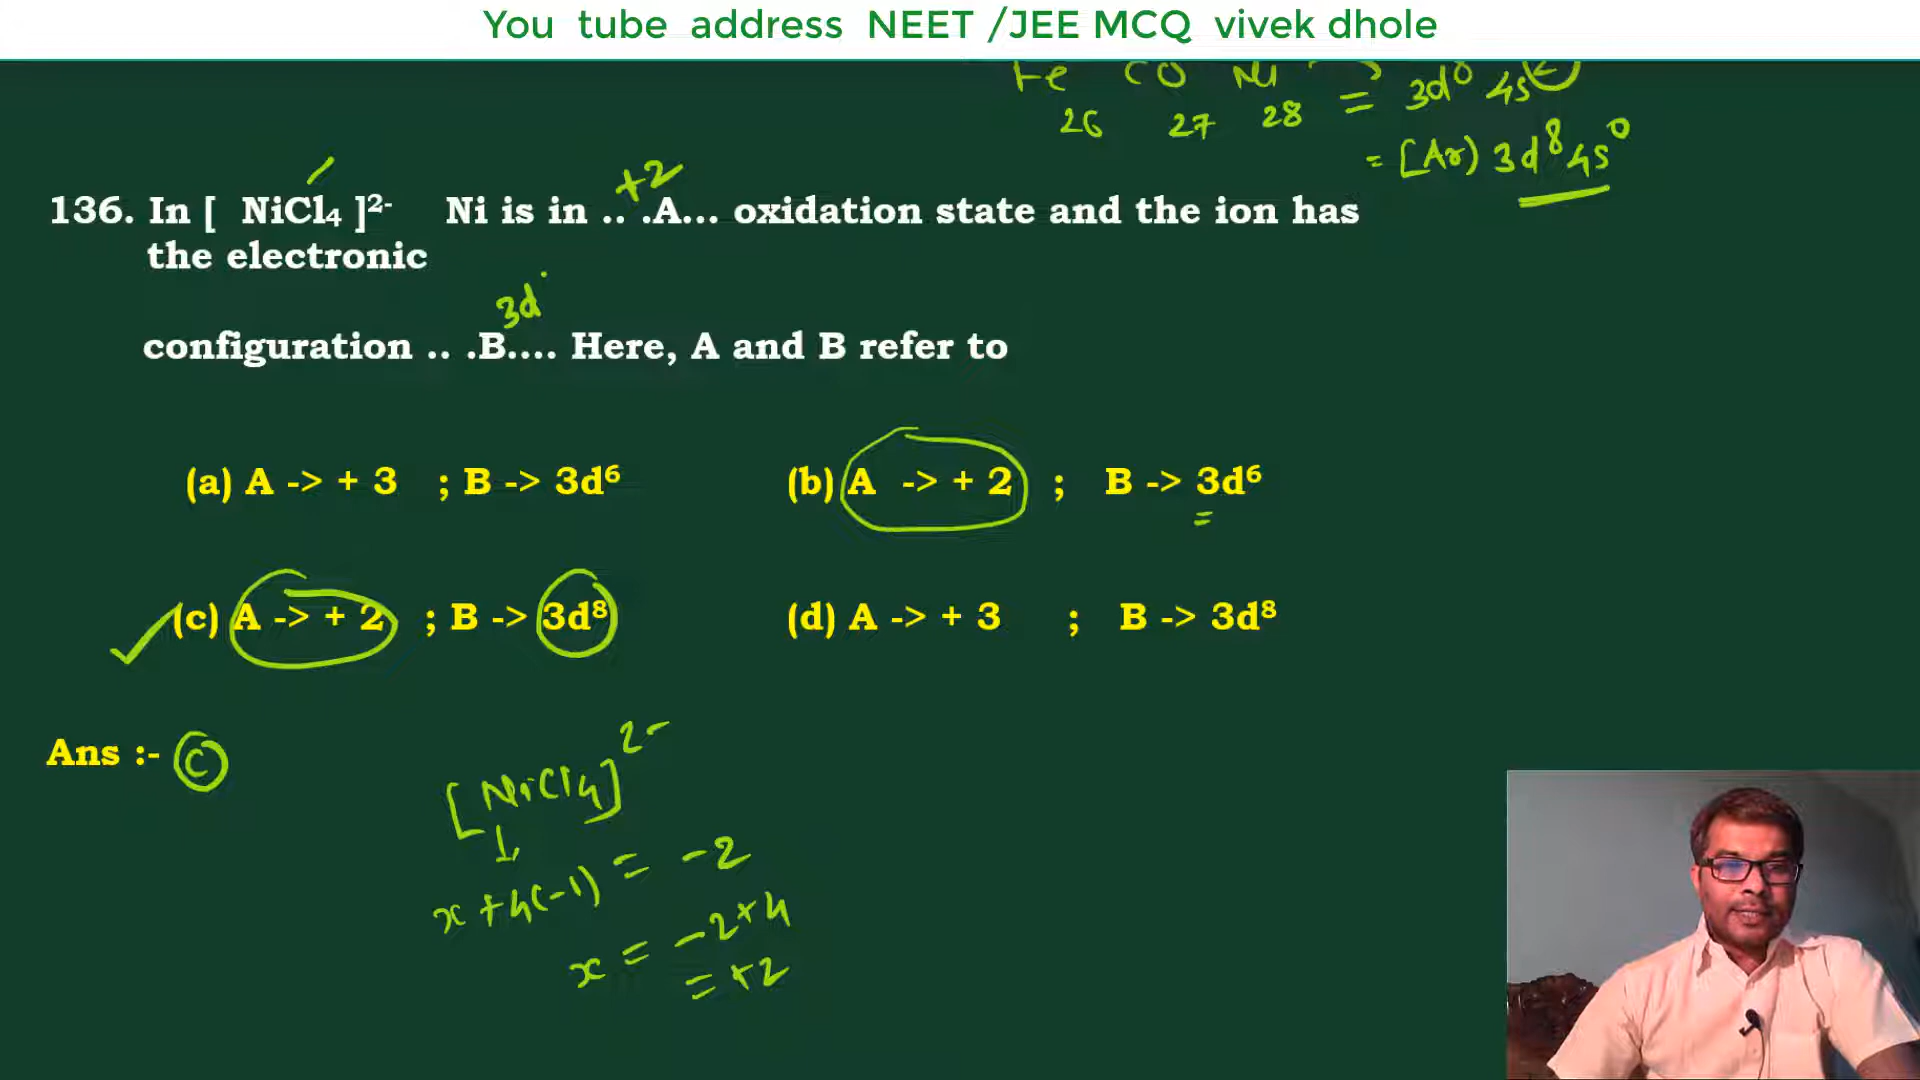 You tube address NEET /JEE MCQ vivek dhole
Fe CO Ni
26 27 28
= 3d⁸ 4s²
= [Ar) 3d⁸ 4s⁰
+2
136. In [ NiCl₄ ]²⁻ Ni is in .. .A... oxidation state and the ion has
the electronic
3d
configuration .. .B.... Here, A and B refer to
(a) A -> + 3 ; B -> 3d⁶
(b) A -> + 2 ; B -> 3d⁶
(c) A -> + 2 ; B -> 3d⁸
(d) A -> + 3 ; B -> 3d⁸
Ans :- C
[NiCl4]²⁻
x + 4(-1) = -2
x = -2+4
= +2